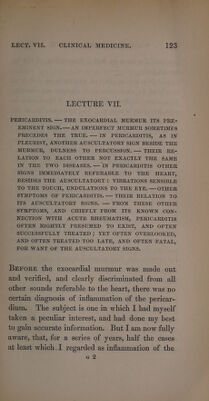 LECT. VII. CLINICAL MEDICINE. 123
LECTURE VII.
PERICARDITIS. — THE EXOCARDIAL MURMUR ITS PRE-
EMINENT SIGN. — AN IMPERFECT MURMUR SOMETIMES
PRECEDES THE TRUE. — IN PERICARDITIS, AS IN
PLEURISY, ANOTHER AUSCULTATORY SIGN BESIDE THE
MURMUR, DULNESS TO PERCUSSION. — THEIR RE-
LATION TO EACH OTHER NOT EXACTLY THE SAME
IN THE TWO DISEASES. — IN PERICARDITIS OTHER
SIGNS IMMEDIATELY REFERABLE TO THE HEART,
BESIDES THE AUSCULTATORY: VIBRATIONS SENSIBLE
TO THE TOUCH, UNDULATIONS TO THE EYE. — OTHER
SYMPTOMS OF PERICARDITIS. — THEIR RELATION TO
ITS AUSCULTATORY SIGNS. — FROM THESE OTHER
SYMPTOMS, AND CHIEFLY FROM ITS KNOWN CON-
NECTION WITH ACUTE RHEUMATISM, PERICARDITIS
OFTEN RIGHTLY PRESUMED TO EXIST, AND OFTEN
SUCCESSFULLY TREATED; YET OFTEN OVERLOOKED,
AND OFTEN TREATED TOO LATE, AND OFTEN FATAL,
FOR WANT OF THE AUSCULTATORY SIGNS.
BEFORE the exocardial murmur was made out
and verified, and clearly discriminated from all
other sounds referable to the heart, there was no
certain diagnosis of inflammation of the pericar-
dium. The subject is one in which I had myself
taken a peculiar interest, and had done my best
to gain accurate information. But I am now fully
aware, that, for a series of years, half the cases
at least which I regarded as inflammation of the
G 2